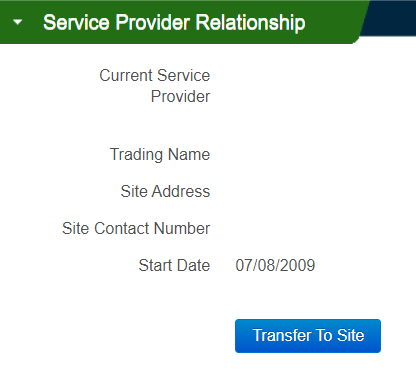 Service Provider Relationship
Current Service
Provider
Trading Name
Site Address
Site Contact Number
Start Date 07/08/2009
Transfer To Site